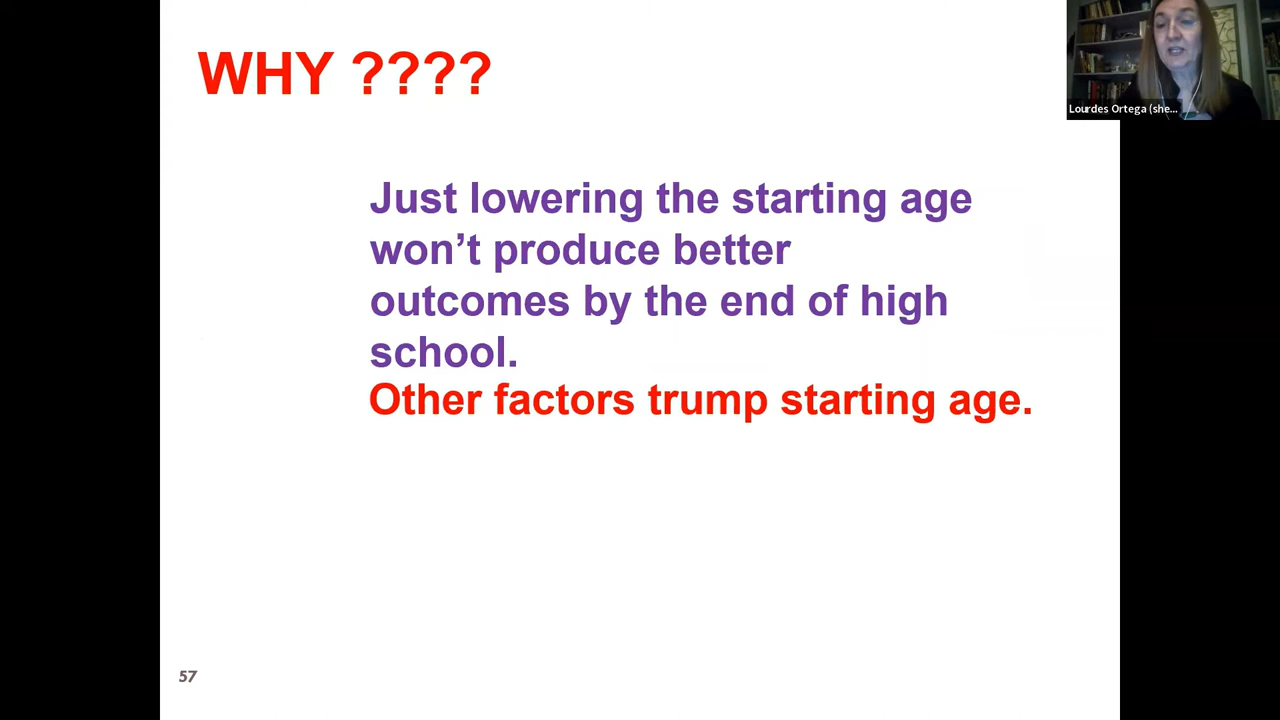 WHY ????
Lourdes Ortega (she...
Just lowering the starting age
won’t produce better
outcomes by the end of high
school.
Other factors trump starting age.
57